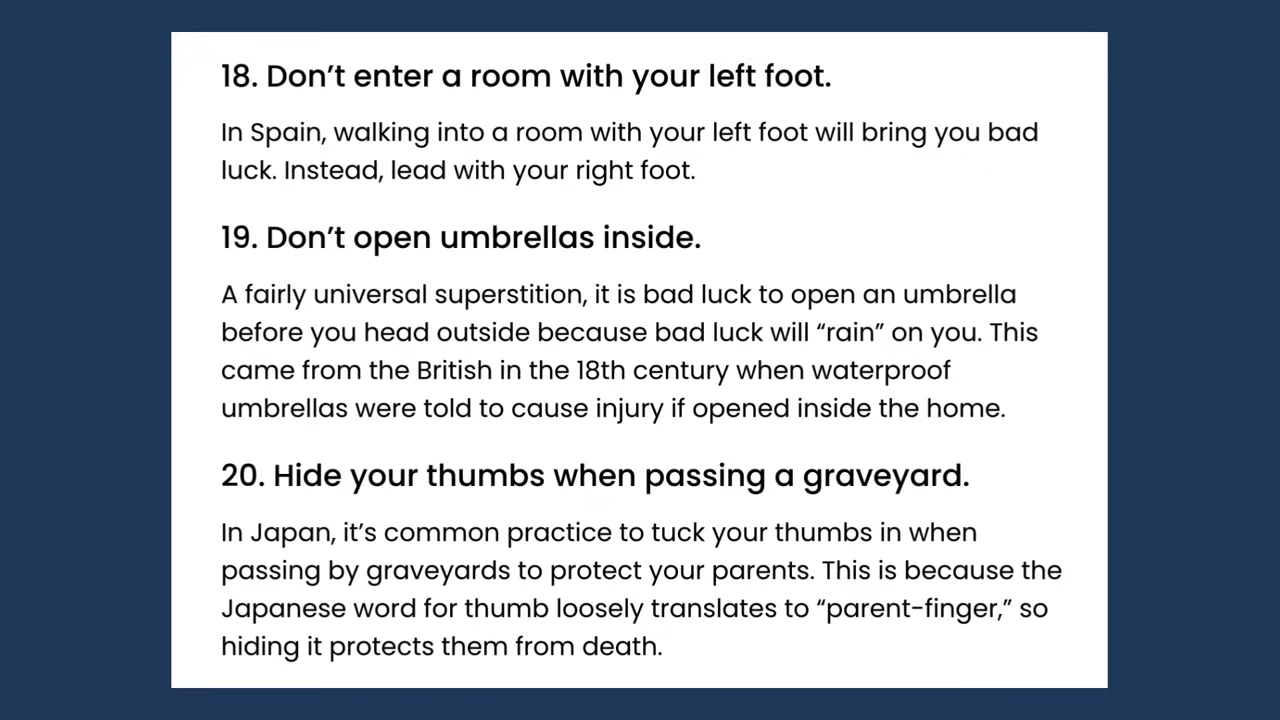 18. Don’t enter a room with your left foot.
In Spain, walking into a room with your left foot will bring you bad
luck. Instead, lead with your right foot.
19. Don’t open umbrellas inside.
A fairly universal superstition, it is bad luck to open an umbrella
before you head outside because bad luck will “rain” on you. This
came from the British in the 18th century when waterproof
umbrellas were told to cause injury if opened inside the home.
20. Hide your thumbs when passing a graveyard.
In Japan, it’s common practice to tuck your thumbs in when
passing by graveyards to protect your parents. This is because the
Japanese word for thumb loosely translates to “parent-finger,” so
hiding it protects them from death.